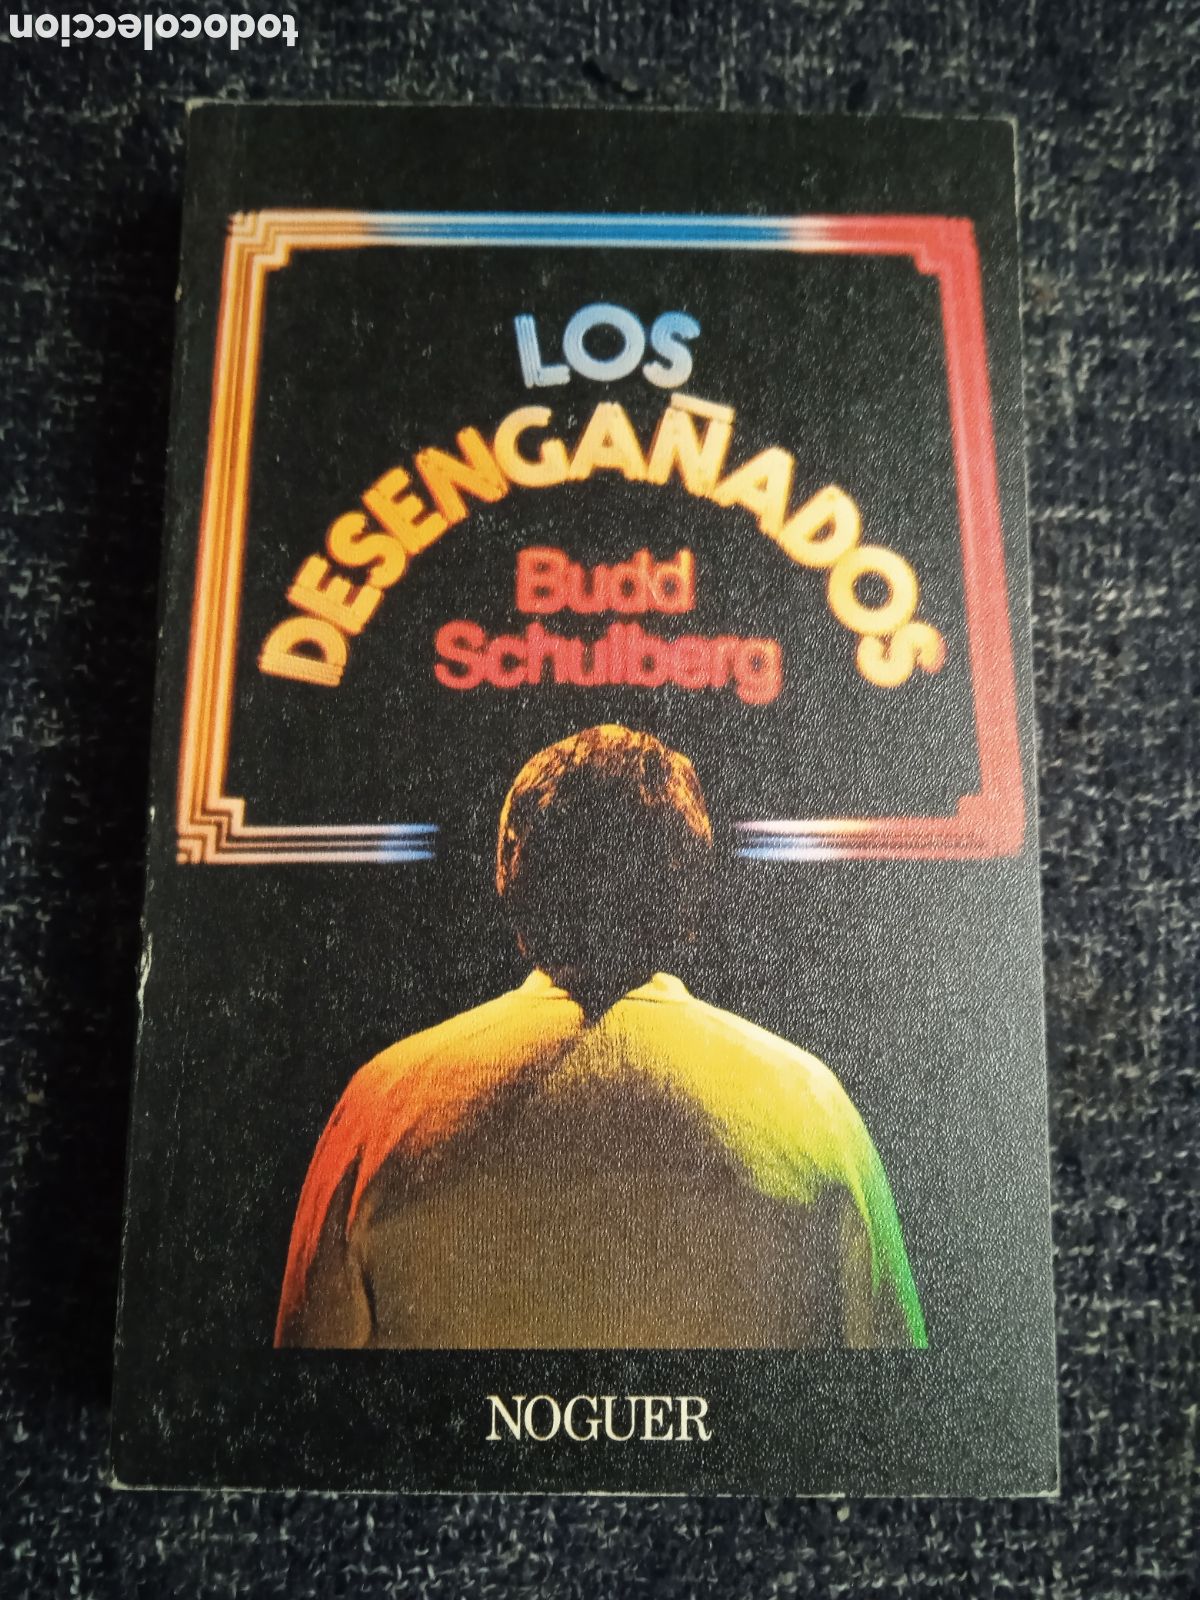 todocoleccion
LOS
DESENGAÑADOS
Budd
Schulberg
NOGUER